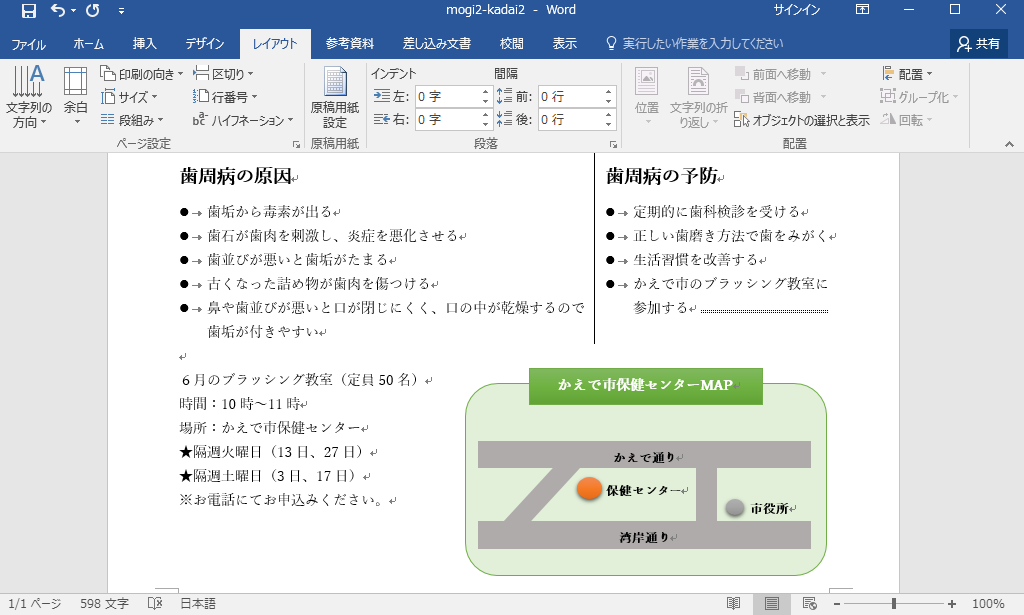 mogi2-kadai2 - Word
サインイン
ファイル
ホーム
挿入
デザイン
レイアウト
参考資料
差し込み文書
校閲
表示
実行したい作業を入力してください
共有
文字列の
方向
余白
印刷の向き
サイズ
段組み
区切り
行番号
ハイフネーション
ページ設定
原稿用紙
設定
原稿用紙
インデント
左: 0 字
右: 0 字
間隔
前: 0 行
後: 0 行
段落
位置
文字列の折
り返し
前面へ移動
背面へ移動
オブジェクトの選択と表示
配置
グループ化
回転
配置
歯周病の原因
歯垢から毒素が出る
歯石が歯肉を刺激し、炎症を悪化させる
歯並びが悪いと歯垢がたまる
古くなった詰め物が歯肉を傷つける
鼻や歯並びが悪いと口が閉じにくく、口の中が乾燥するので
歯垢が付きやすい
歯周病の予防
定期的に歯科検診を受ける
正しい歯磨き方法で歯をみがく
生活習慣を改善する
かえで市のブラッシング教室に
参加する
６月のブラッシング教室（定員 50 名）
時間：10 時～11 時
場所：かえで市保健センター
★隔週火曜日（13 日、27 日）
★隔週土曜日（3 日、17 日）
※お電話にてお申込みください。
かえで市保健センターMAP
かえで通り
保健センター
市役所
湾岸通り
1/1 ページ
598 文字
日本語
100%